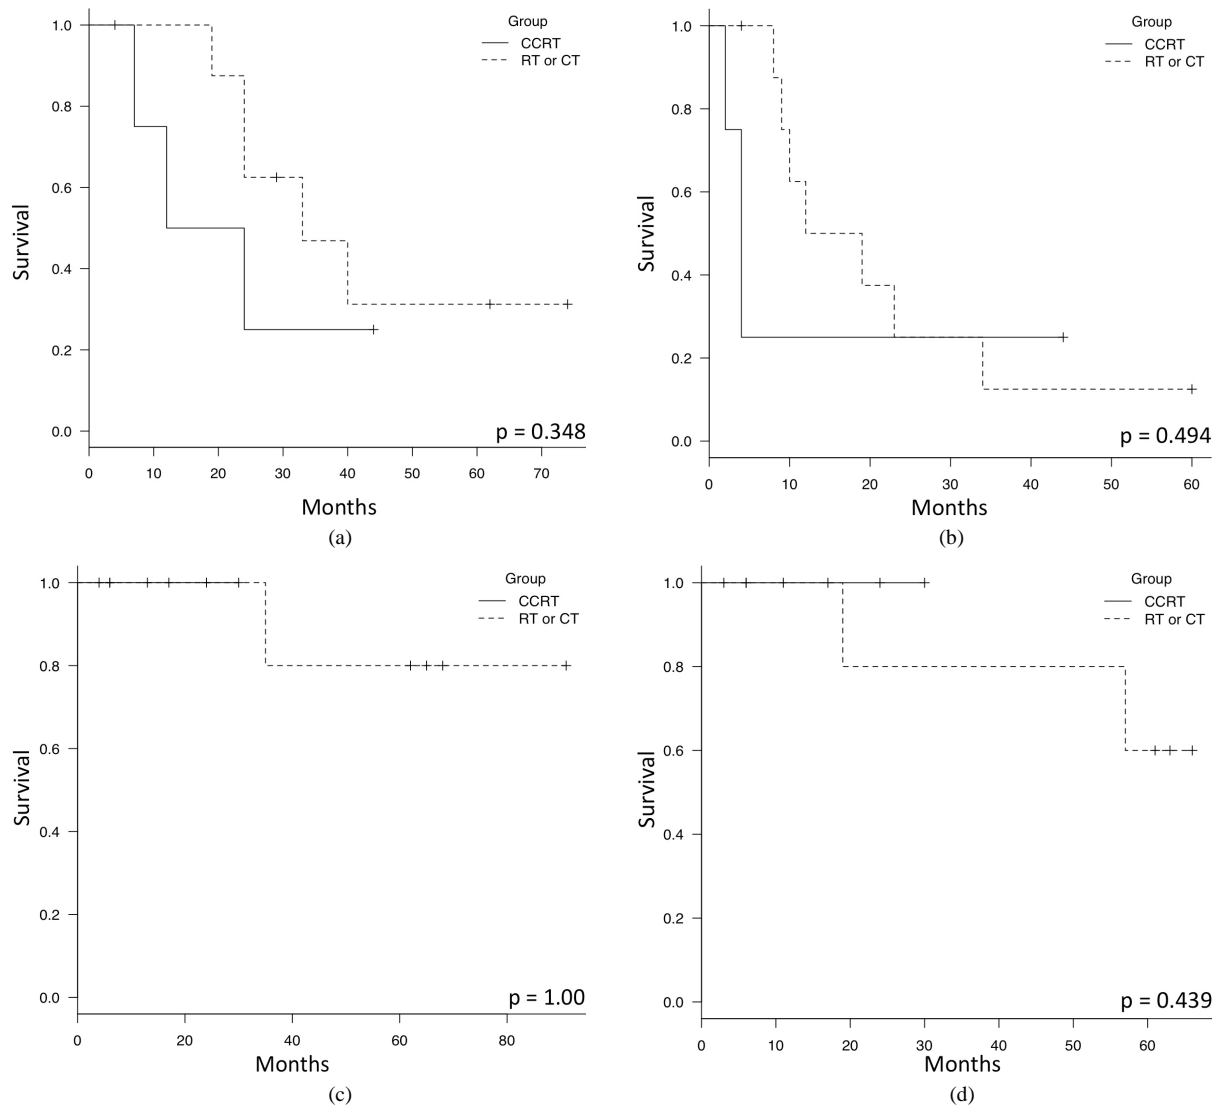 Group
CCRT
RT or CT
1.0
0.8
0.6
0.4
0.2
0.0
Survival
p = 0.348
0 10 20 30 40 50 60 70
Months
(a)
Group
CCRT
RT or CT
1.0
0.8
0.6
0.4
0.2
0.0
Survival
p = 0.494
0 10 20 30 40 50 60
Months
(b)
Group
CCRT
RT or CT
1.0
0.8
0.6
0.4
0.2
0.0
Survival
p = 1.00
0 20 40 60 80
Months
(c)
Group
CCRT
RT or CT
1.0
0.8
0.6
0.4
0.2
0.0
Survival
p = 0.439
0 10 20 30 40 50 60
Months
(d)